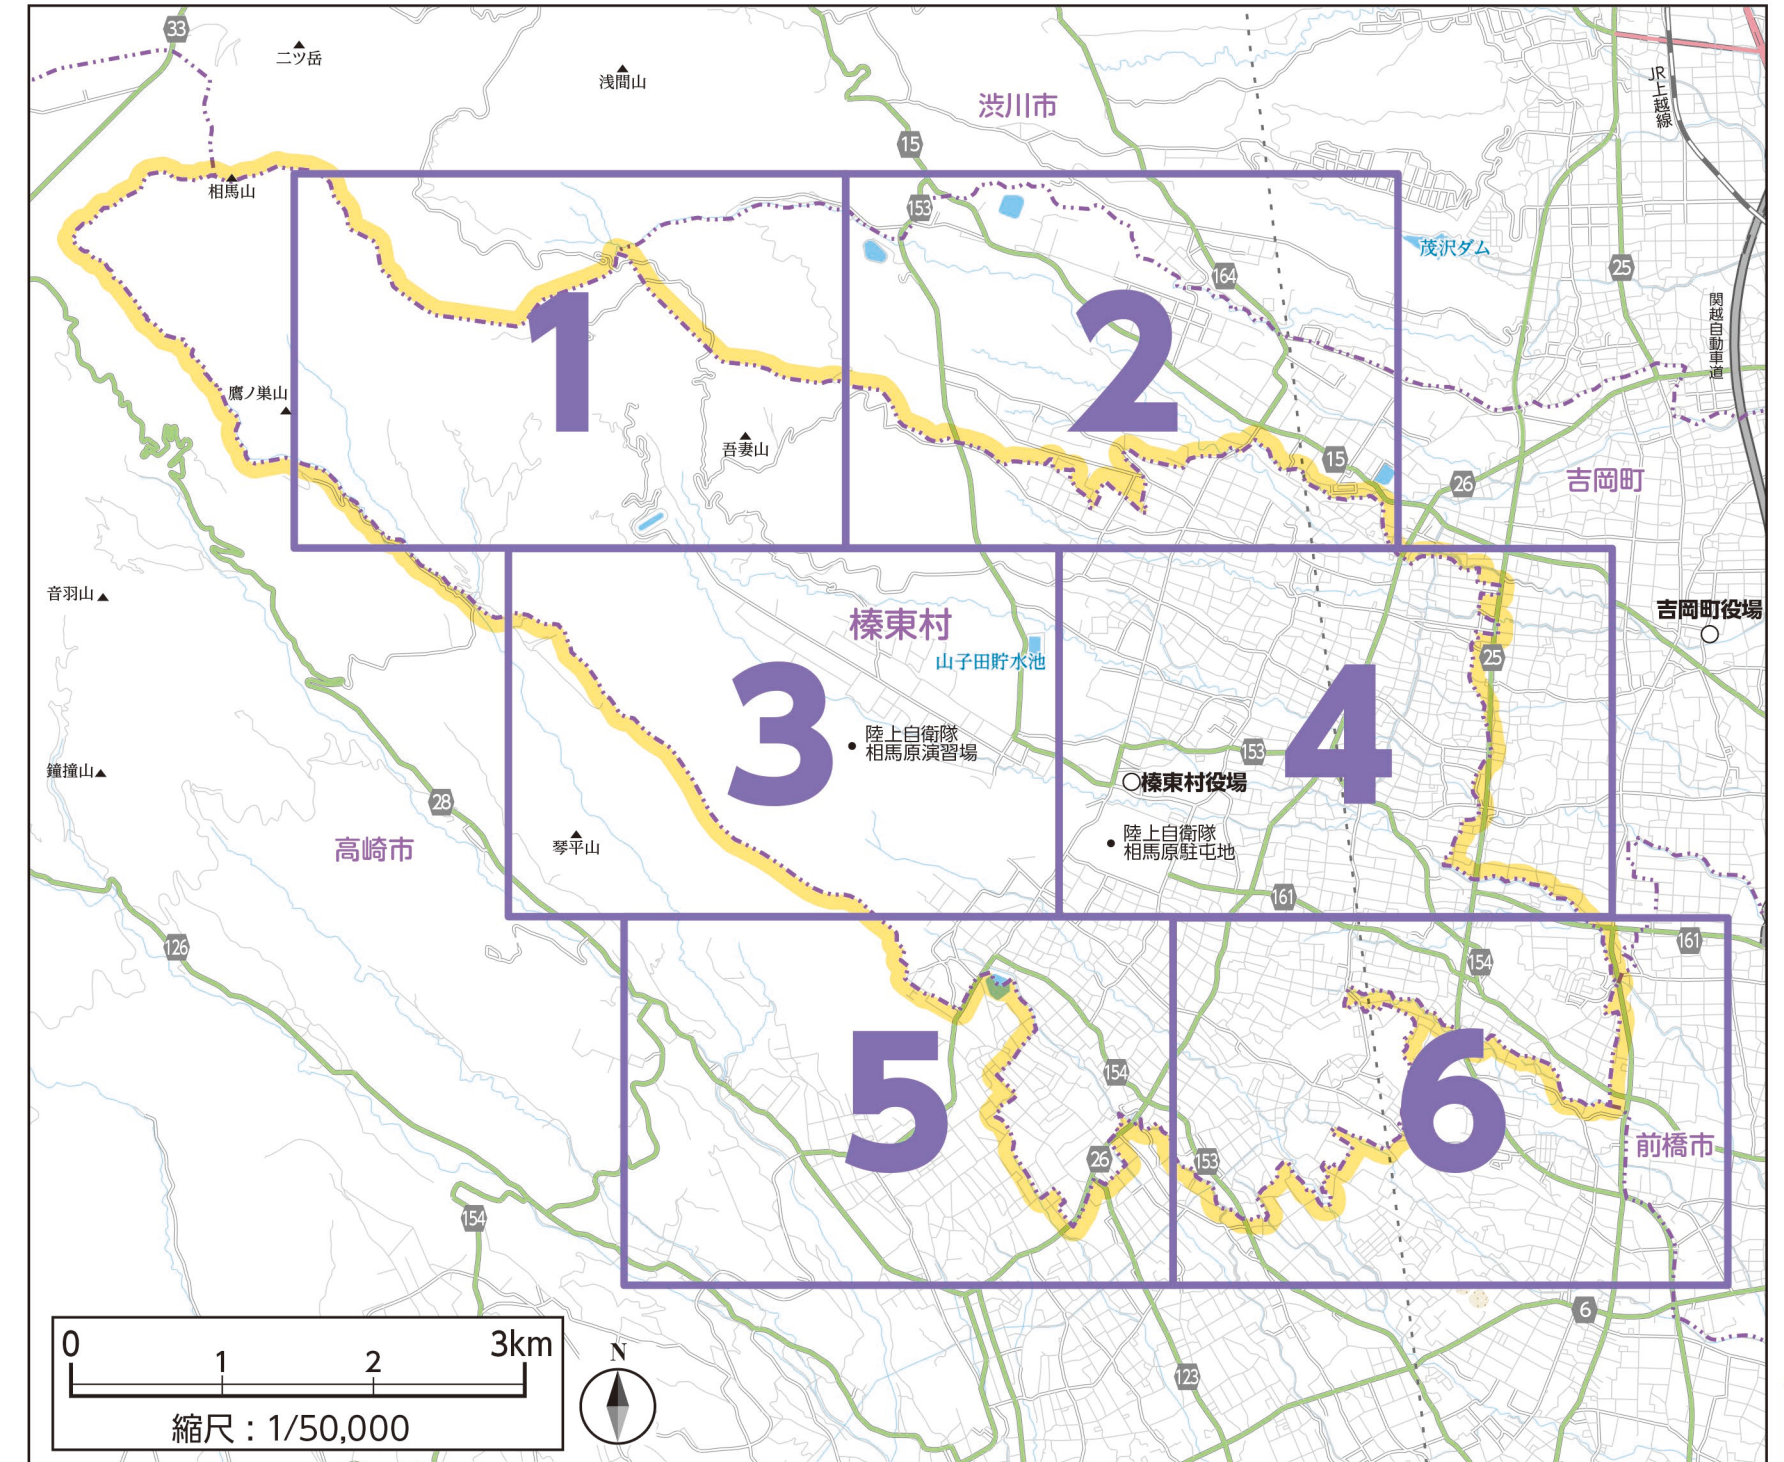 33
二ツ岳
浅間山
渋川市
JR上越線
15
相馬山
153
茂沢ダム
164
25
関越自動車道
1
2
鷹ノ巣山
吾妻山
15
26
吉岡町
音羽山
榛東村
山子田貯水池
吉岡町役場
25
3
4
陸上自衛隊
相馬原演習場
153
榛東村役場
鐘撞山
28
高崎市
琴平山
陸上自衛隊
相馬原駐屯地
161
126
161
154
5
6
154
26
153
前橋市
154
6
123
0
1
2
3km
縮尺：1/50,000
N